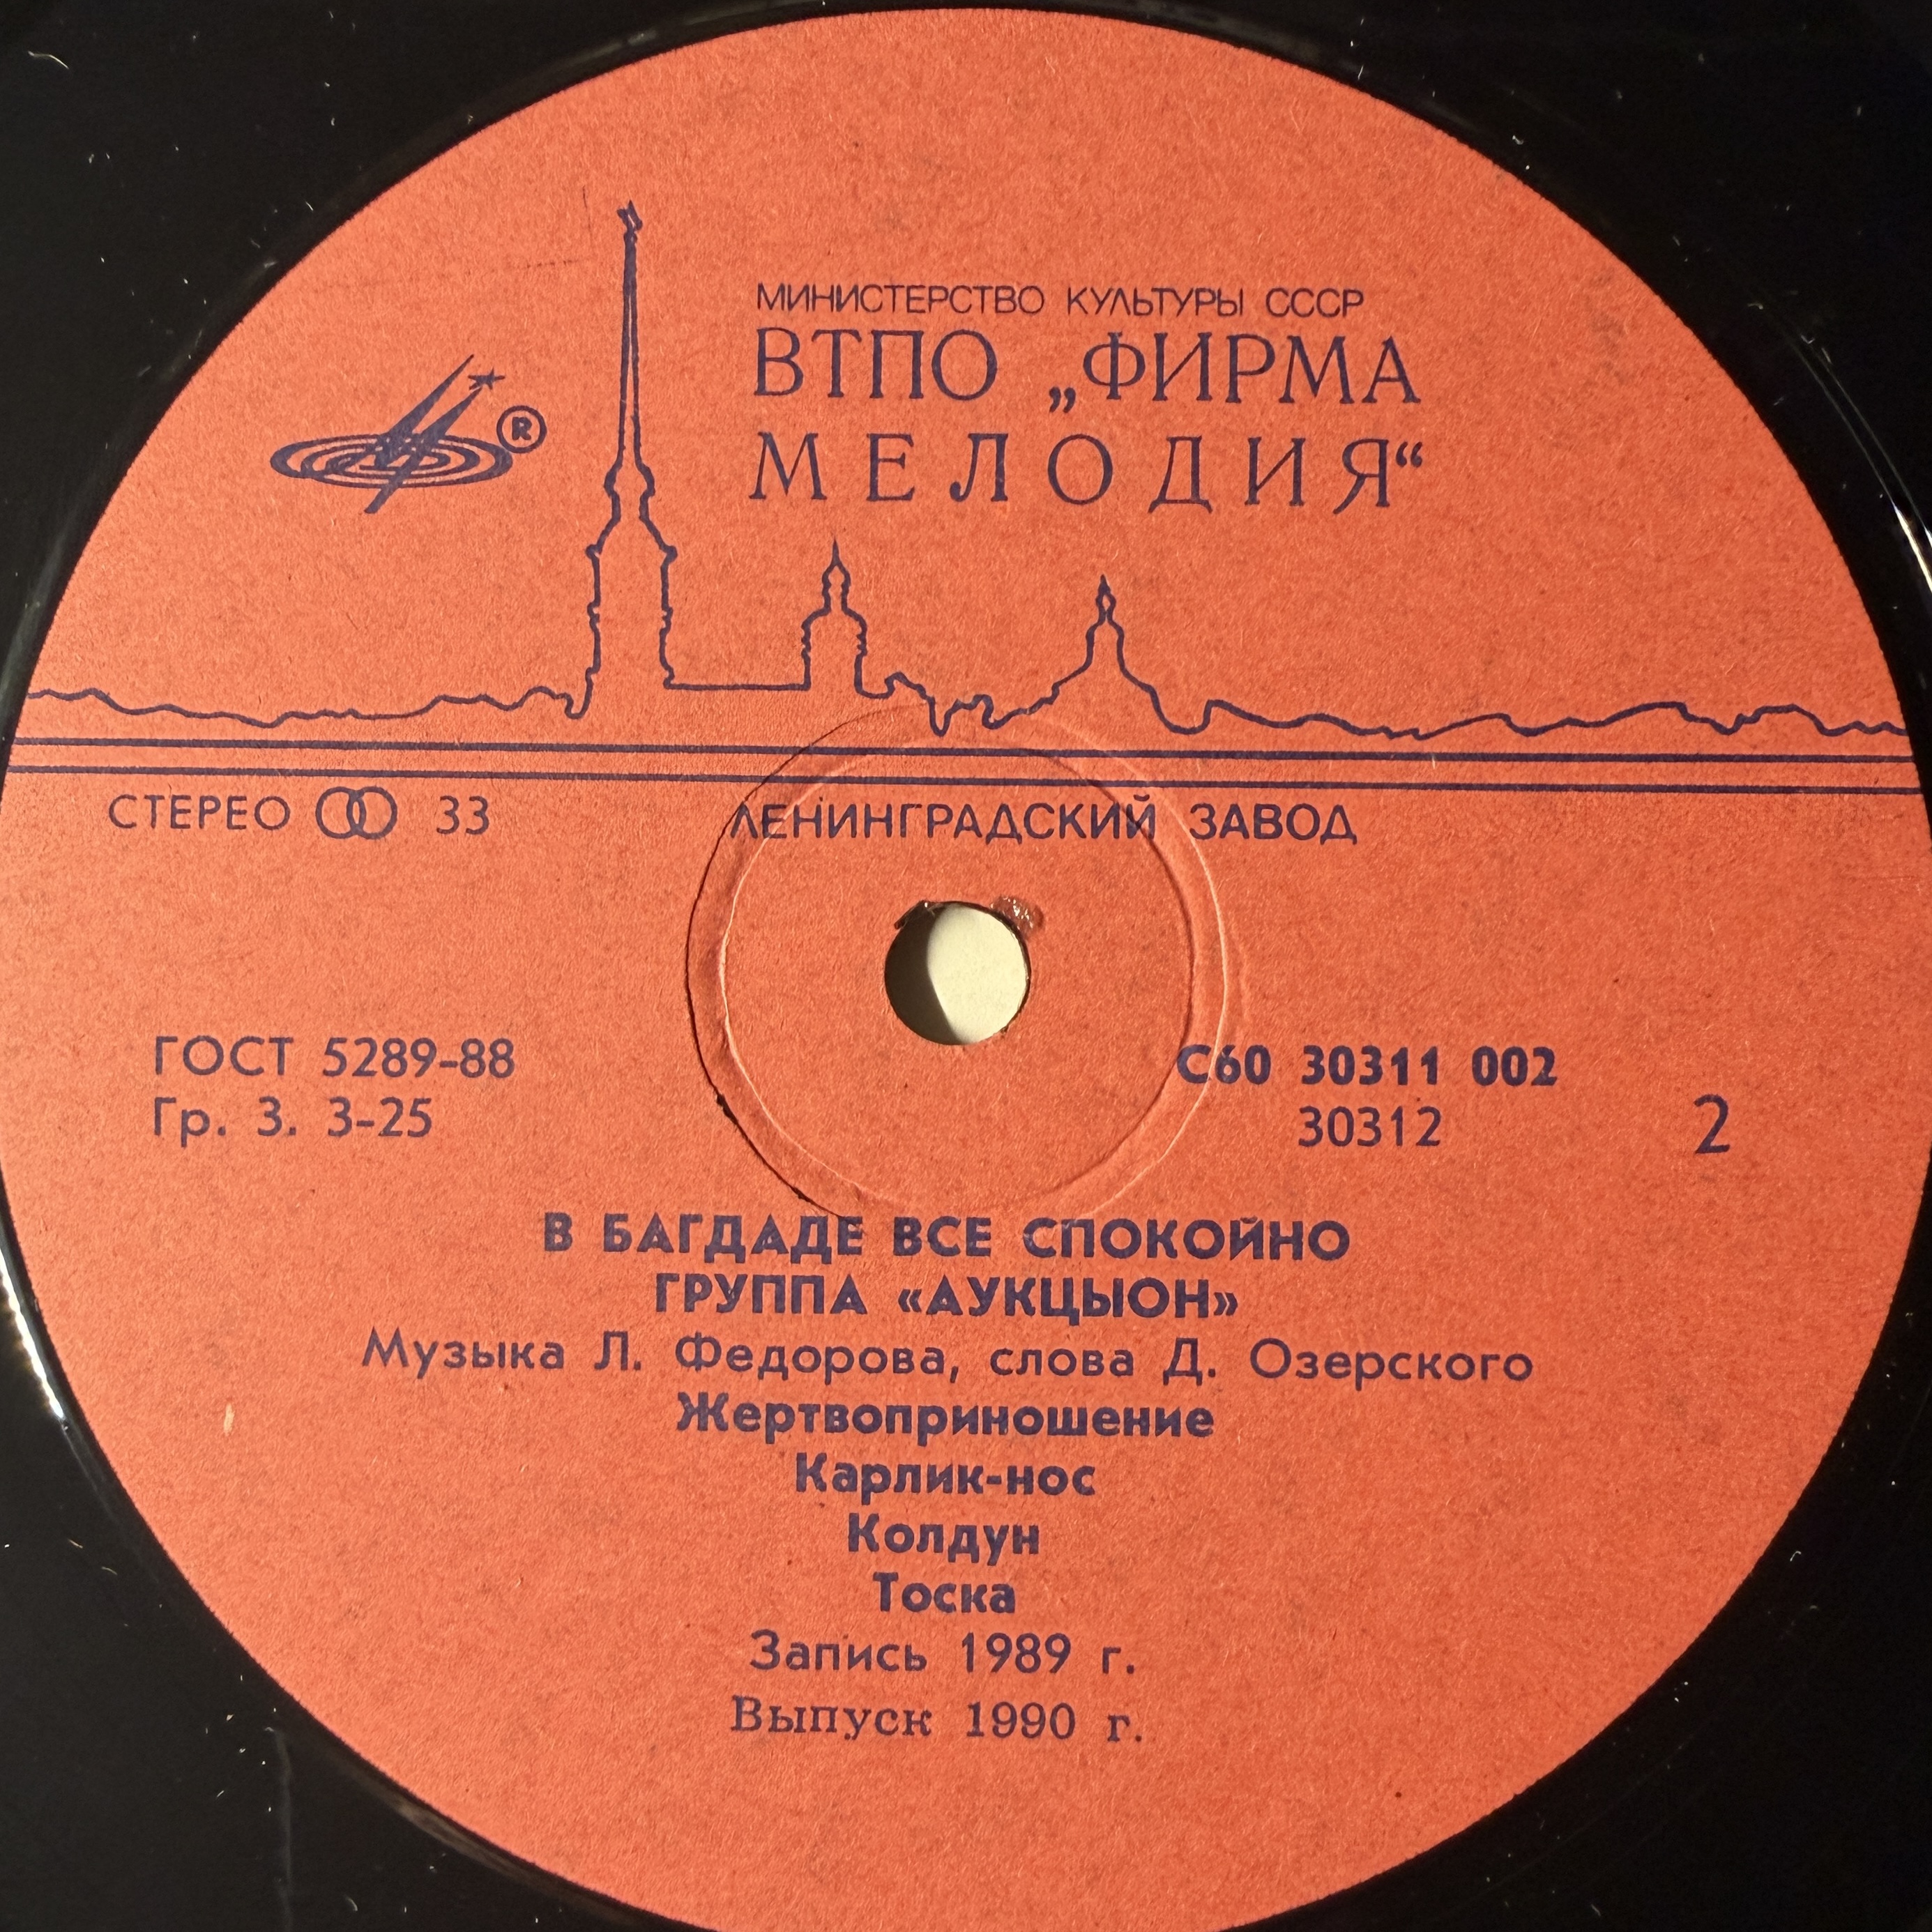 МИНИСТЕРСТВО КУЛЬТУРЫ СССР
ВТПО „ФИРМА
МЕЛОДИЯ“
®
СТЕРЕО 33
ЛЕНИНГРАДСКИЙ ЗАВОД
ГОСТ 5289-88
Гр. 3. 3-25
С60 30311 002
30312
2
В БАГДАДЕ ВСЕ СПОКОЙНО
ГРУППА «АУКЦЫОН»
Музыка Л. Федорова, слова Д. Озерского
Жертвоприношение
Карлик-нос
Колдун
Тоска
Запись 1989 г.
Выпуск 1990 г.